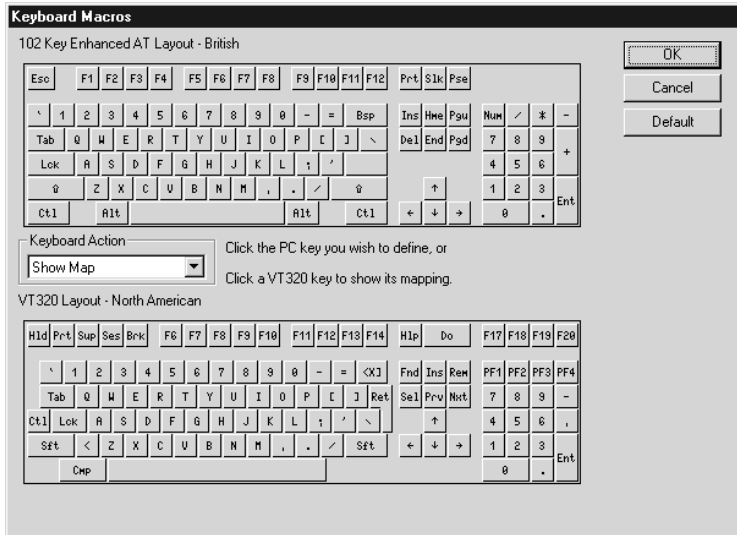 Keyboard Macros
102 Key Enhanced AT Layout - British
OK
Cancel
Default
Esc F1 F2 F3 F4 F5 F6 F7 F8 F9 F10 F11 F12 Prt Slk Pse
` 1 2 3 4 5 6 7 8 9 0 - = Bsp Ins Hme Pgu Num / * -
Tab Q W E R T Y U I O P [ ] \ Del End Pgd 7 8 9 +
Lck A S D F G H J K L ; ' 4 5 6
⇧ Z X C V B N M , . / ⇧ ↑ 1 2 3 Ent
Ctl Alt Alt Ctl ← ↓ → 0 .
Keyboard Action
Show Map
Click the PC key you wish to define, or
Click a VT320 key to show its mapping.
VT320 Layout - North American
Hld Prt Sup Ses Brk F6 F7 F8 F9 F10 F11 F12 F13 F14 Hlp Do F17 F18 F19 F20
` 1 2 3 4 5 6 7 8 9 0 - = <X] Fnd Ins Rem PF1 PF2 PF3 PF4
Tab Q W E R T Y U I O P [ ] Ret Sel Prv Nxt 7 8 9 -
Ctl Lck A S D F G H J K L ; ' \ ↑ 4 5 6 ,
Sft < Z X C V B N M , . / Sft ← ↓ → 1 2 3 Ent
Cmp 0 .